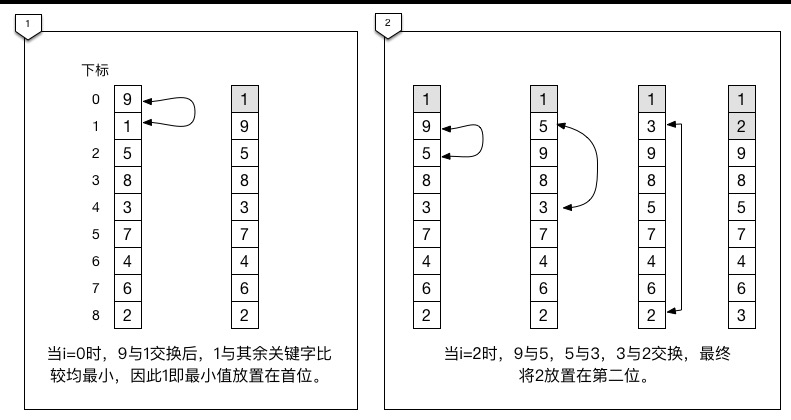 1
下标
0 9 1
1 1 9
2 5 5
3 8 8
4 3 3
5 7 7
6 4 4
7 6 6
8 2 2
当i=0时，9与1交换后，1与其余关键字比
较均最小，因此1即最小值放置在首位。
2
1 1 1 1
9 5 3 2
5 9 9 9
8 8 8 8
3 3 5 5
7 7 7 7
4 4 4 4
6 6 6 6
2 2 2 3
当i=2时，9与5，5与3，3与2交换，最终
将2放置在第二位。